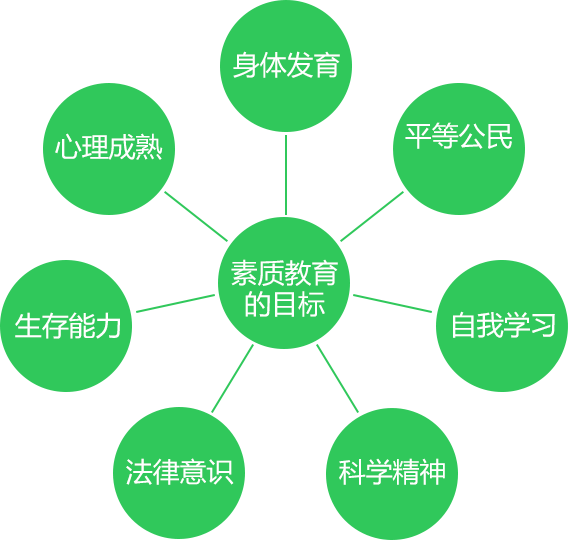 身体发育
心理成熟
平等公民
素质教育
的目标
生存能力
自我学习
法律意识
科学精神